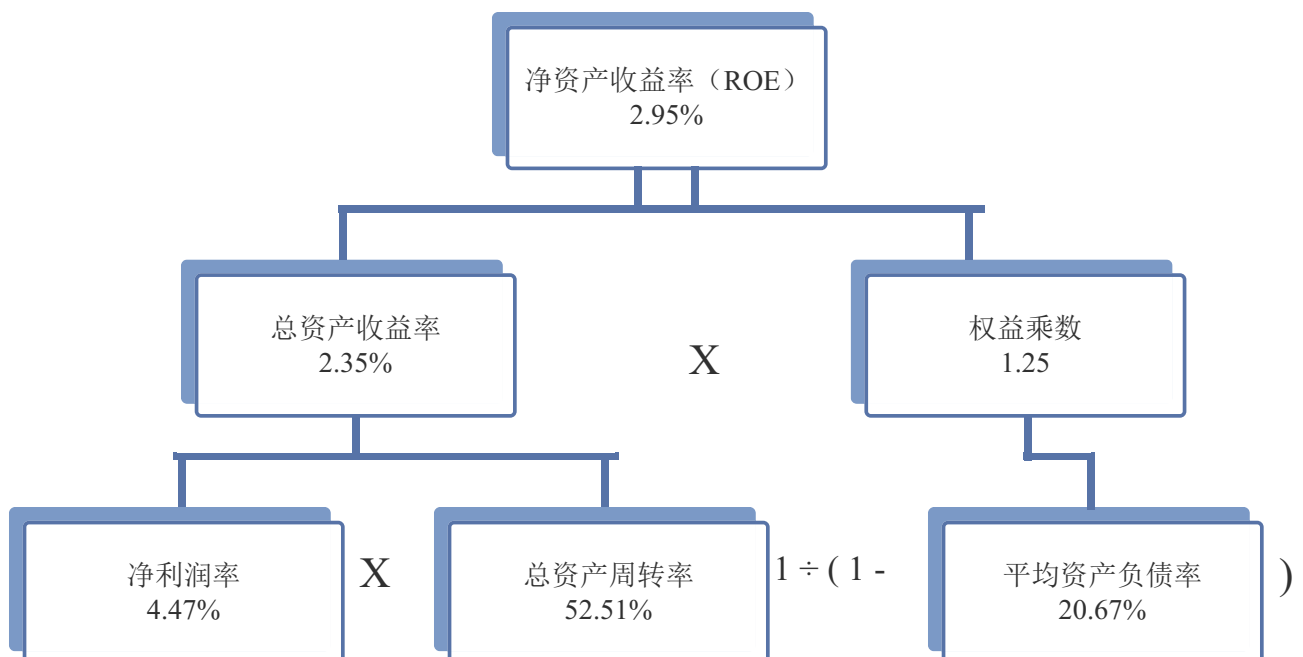 净资产收益率（ROE）
2.95%
总资产收益率
2.35%
X
权益乘数
1.25
净利润率
4.47%
X
总资产周转率
52.51%
1 ÷ ( 1 -
平均资产负债率
20.67%
)